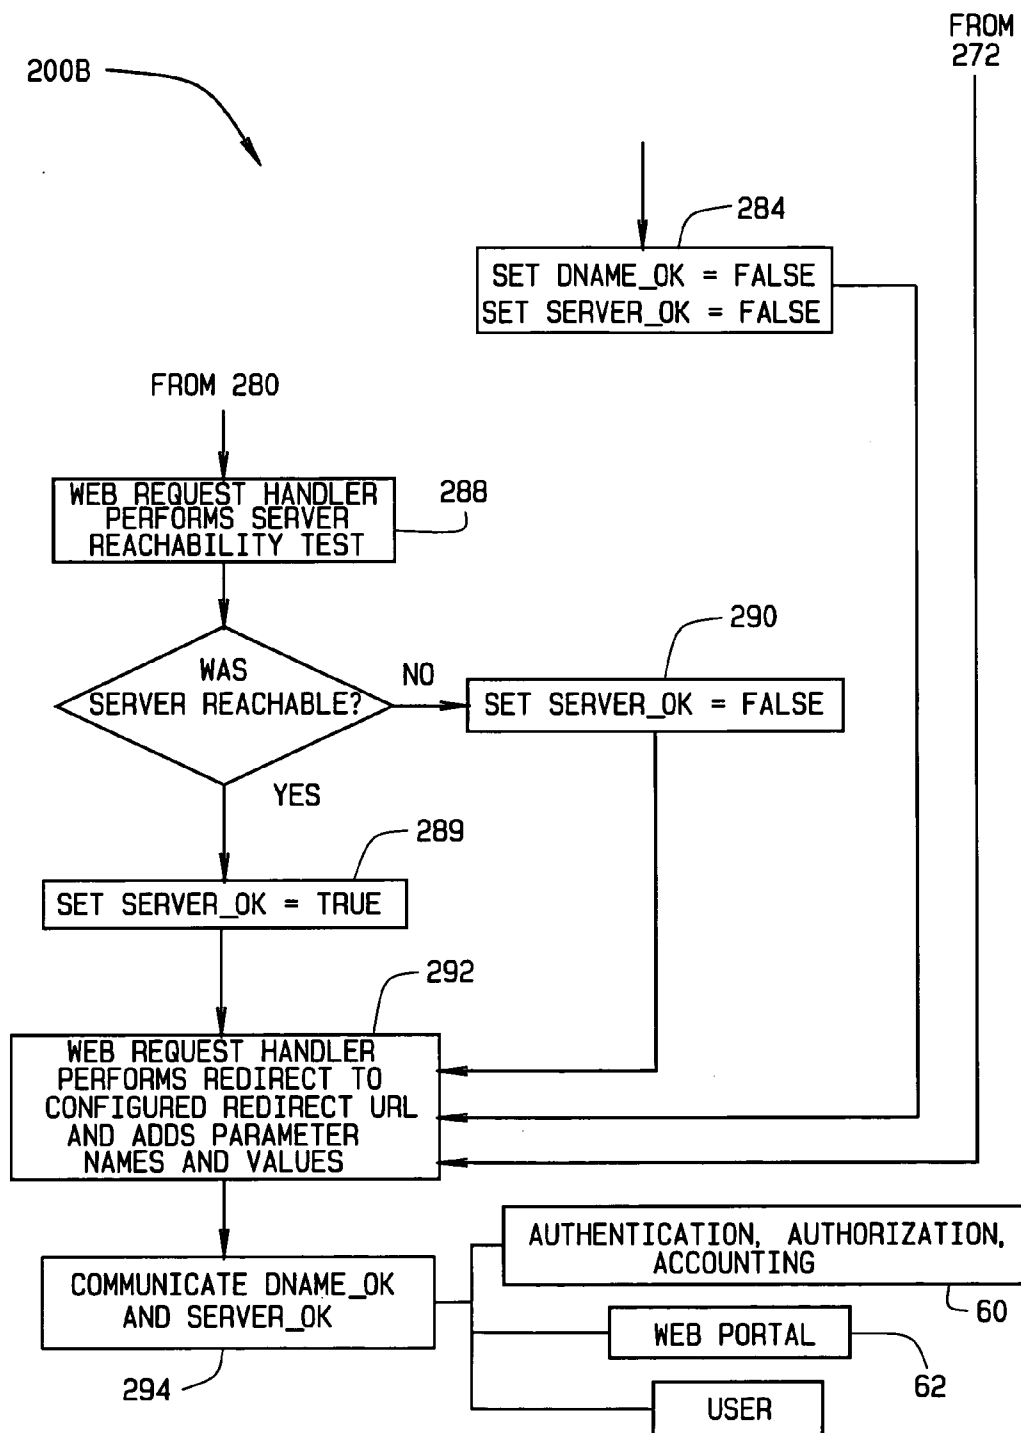 FROM
272
200B
284
SET DNAME_OK = FALSE
SET SERVER_OK = FALSE
FROM 280
WEB REQUEST HANDLER
PERFORMS SERVER
REACHABILITY TEST
288
WAS
SERVER REACHABLE?
NO
290
SET SERVER_OK = FALSE
YES
289
SET SERVER_OK = TRUE
292
WEB REQUEST HANDLER
PERFORMS REDIRECT TO
CONFIGURED REDIRECT URL
AND ADDS PARAMETER
NAMES AND VALUES
COMMUNICATE DNAME_OK
AND SERVER_OK
294
AUTHENTICATION, AUTHORIZATION,
ACCOUNTING
60
WEB PORTAL
62
USER